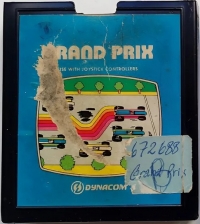 GRAND PRIX
USE WITH JOYSTICK CONTROLLERS
DYNACOM
672688
Grand Prix